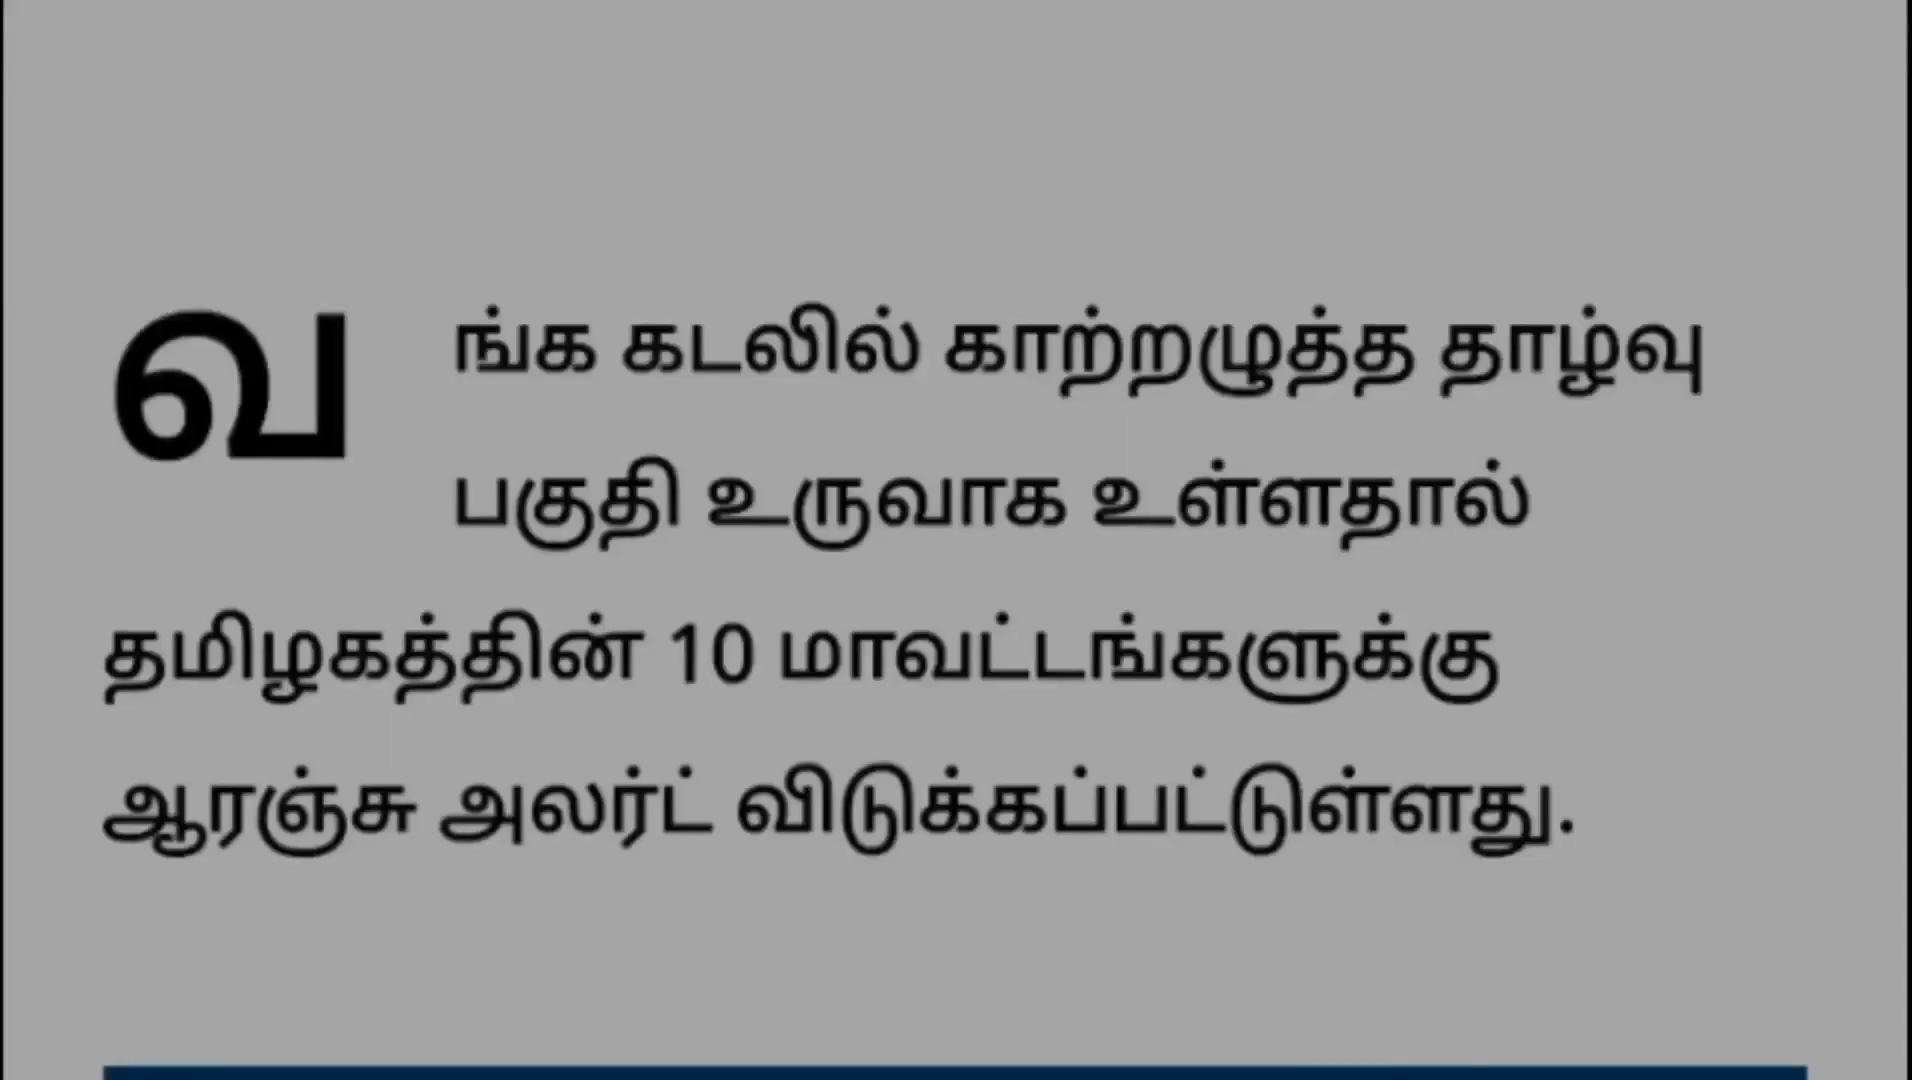 வங்க கடலில் காற்றழுத்த தாழ்வு
பகுதி உருவாக உள்ளதால்
தமிழகத்தின் 10 மாவட்டங்களுக்கு
ஆரஞ்சு அலர்ட் விடுக்கப்பட்டுள்ளது.